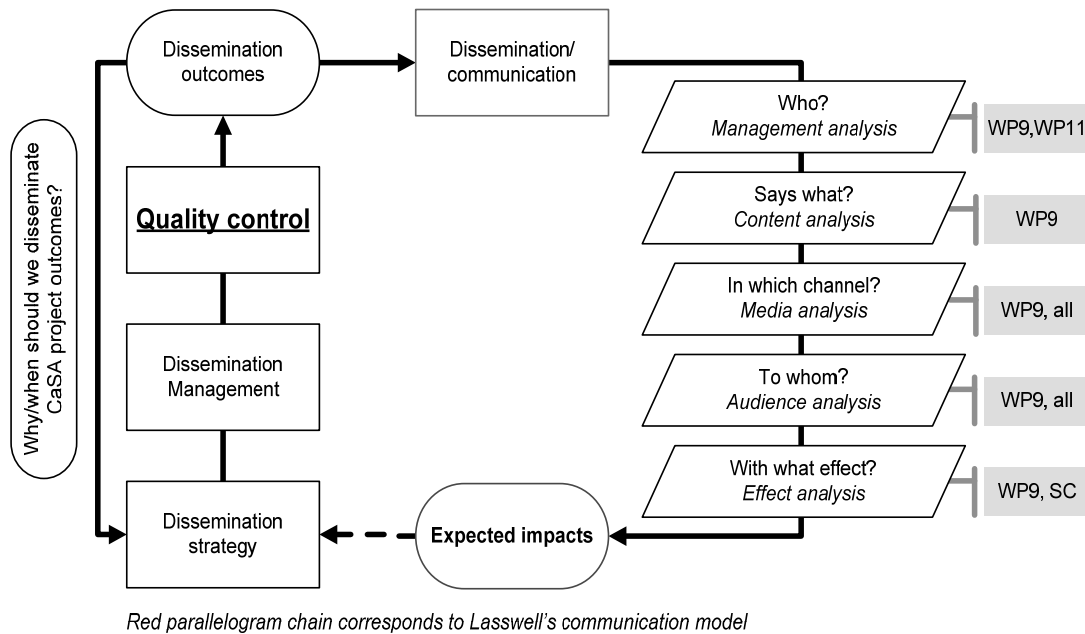 Why/when should we disseminate
CaSA project outcomes?
Dissemination
outcomes
Quality control
Dissemination
Management
Dissemination
strategy
Dissemination/
communication
Who?
Management analysis
WP9,WP11
Says what?
Content analysis
WP9
In which channel?
Media analysis
WP9, all
To whom?
Audience analysis
WP9, all
With what effect?
Effect analysis
WP9, SC
Expected impacts
Red parallelogram chain corresponds to Lasswell's communication model